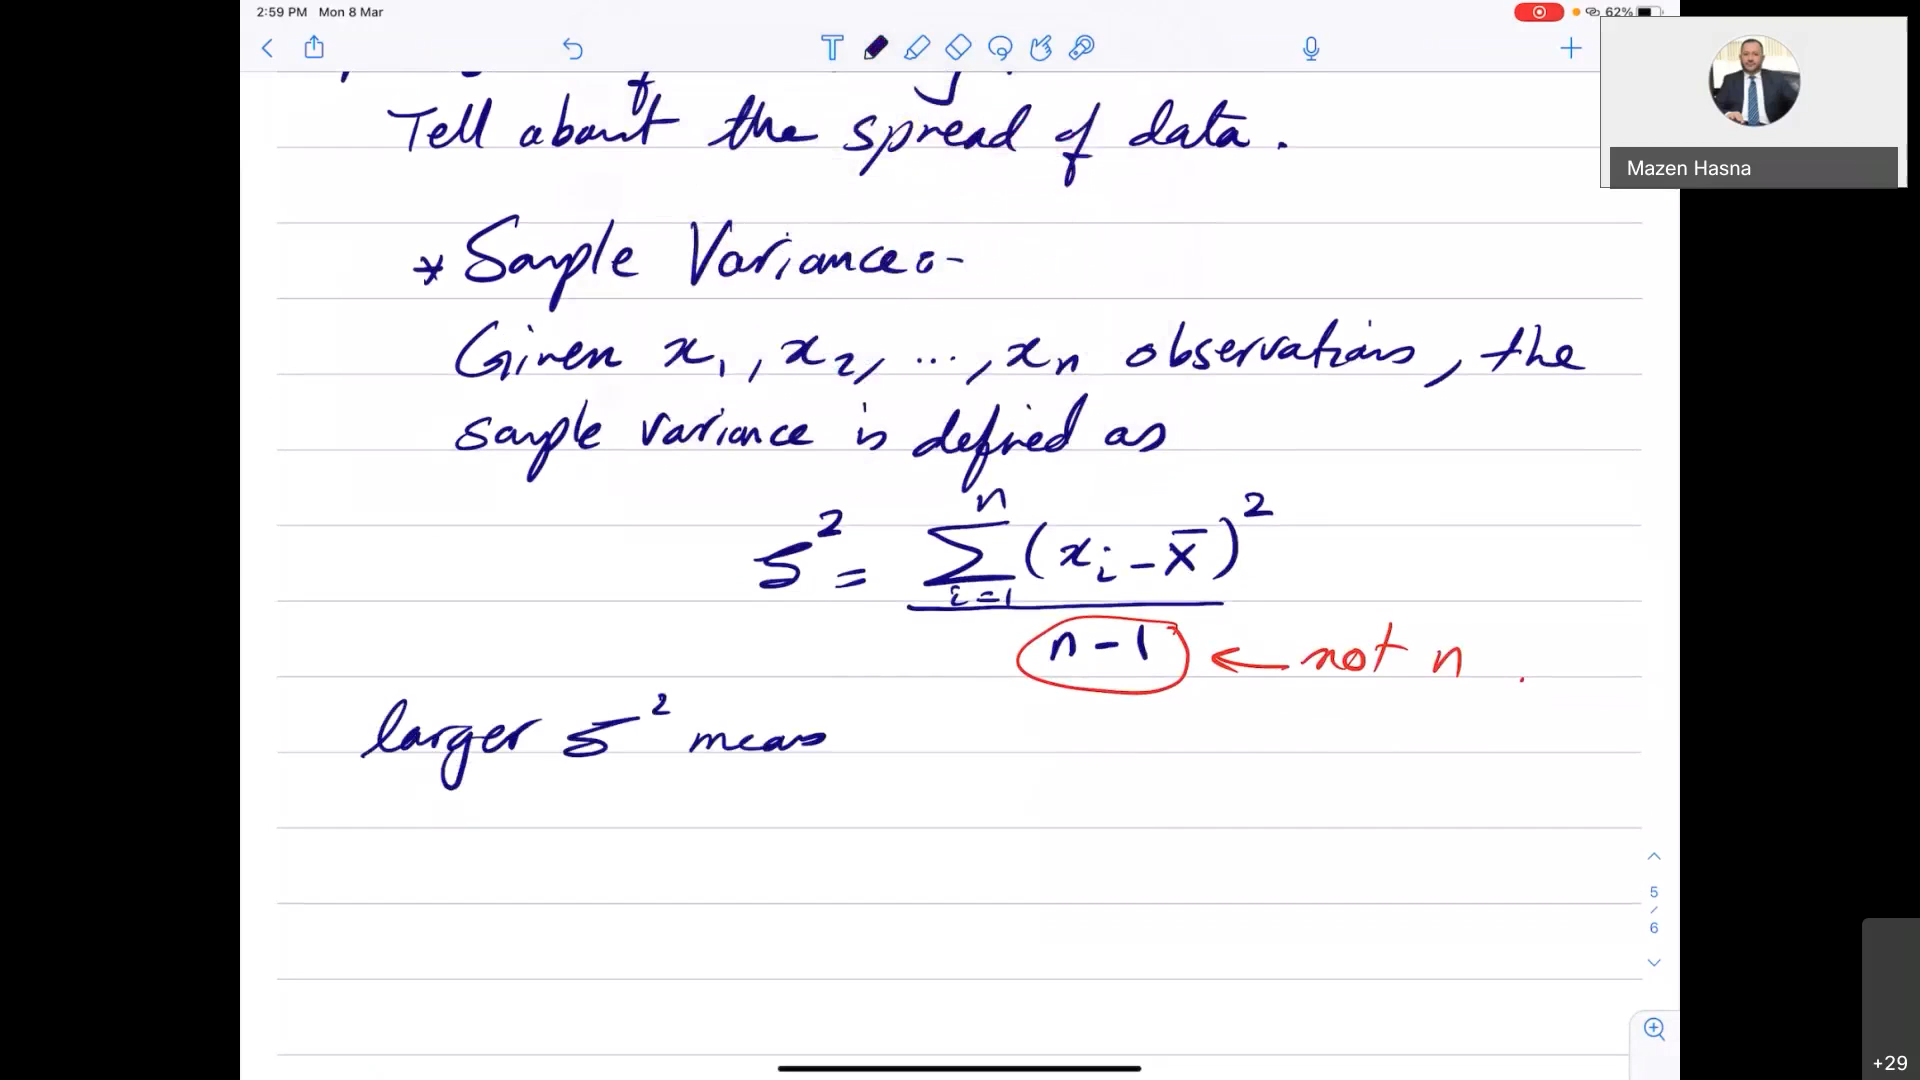 2:59 PM Mon 8 Mar
62%
Mazen Hasna
Tell about the spread of data.
* Sample Variance:-
Given x₁, x₂, ..., xₙ observations, the
sample variance is defined as
S² = ∑ᵢ₌₁ⁿ (xᵢ - x̄)²
n - 1 ← not n.
larger S² means
5
/
6
+29